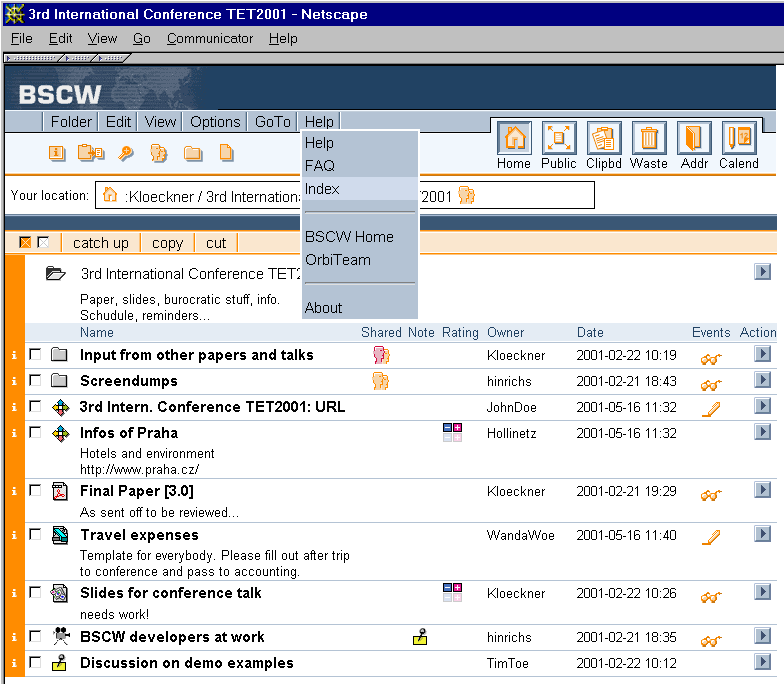 3rd International Conference TET2001 - Netscape
File Edit View Go Communicator Help
BSCW
Folder Edit View Options GoTo Help
Help
FAQ
Index
BSCW Home
OrbiTeam
About
Home Public Clipbd Waste Addr Calend
Your location: :Kloeckner / 3rd Internationa T2001
catch up copy cut
3rd International Conference TET2
Paper, slides, burocratic stuff, info.
Schudule, reminders...
Name Shared Note Rating Owner Date Events Action
Input from other papers and talks Kloeckner 2001-02-22 10:19
Screendumps hinrichs 2001-02-21 18:43
3rd Intern. Conference TET2001: URL JohnDoe 2001-05-16 11:32
Infos of Praha Hollinetz 2001-05-16 11:32
Hotels and environment
http://www.praha.cz/
Final Paper [3.0] Kloeckner 2001-02-21 19:29
As sent off to be reviewed...
Travel expenses WandaWoe 2001-05-16 11:40
Template for everybody. Please fill out after trip
to conference and pass to accounting.
Slides for conference talk Kloeckner 2001-02-22 10:26
needs work!
BSCW developers at work hinrichs 2001-02-21 18:35
Discussion on demo examples TimToe 2001-02-22 10:12